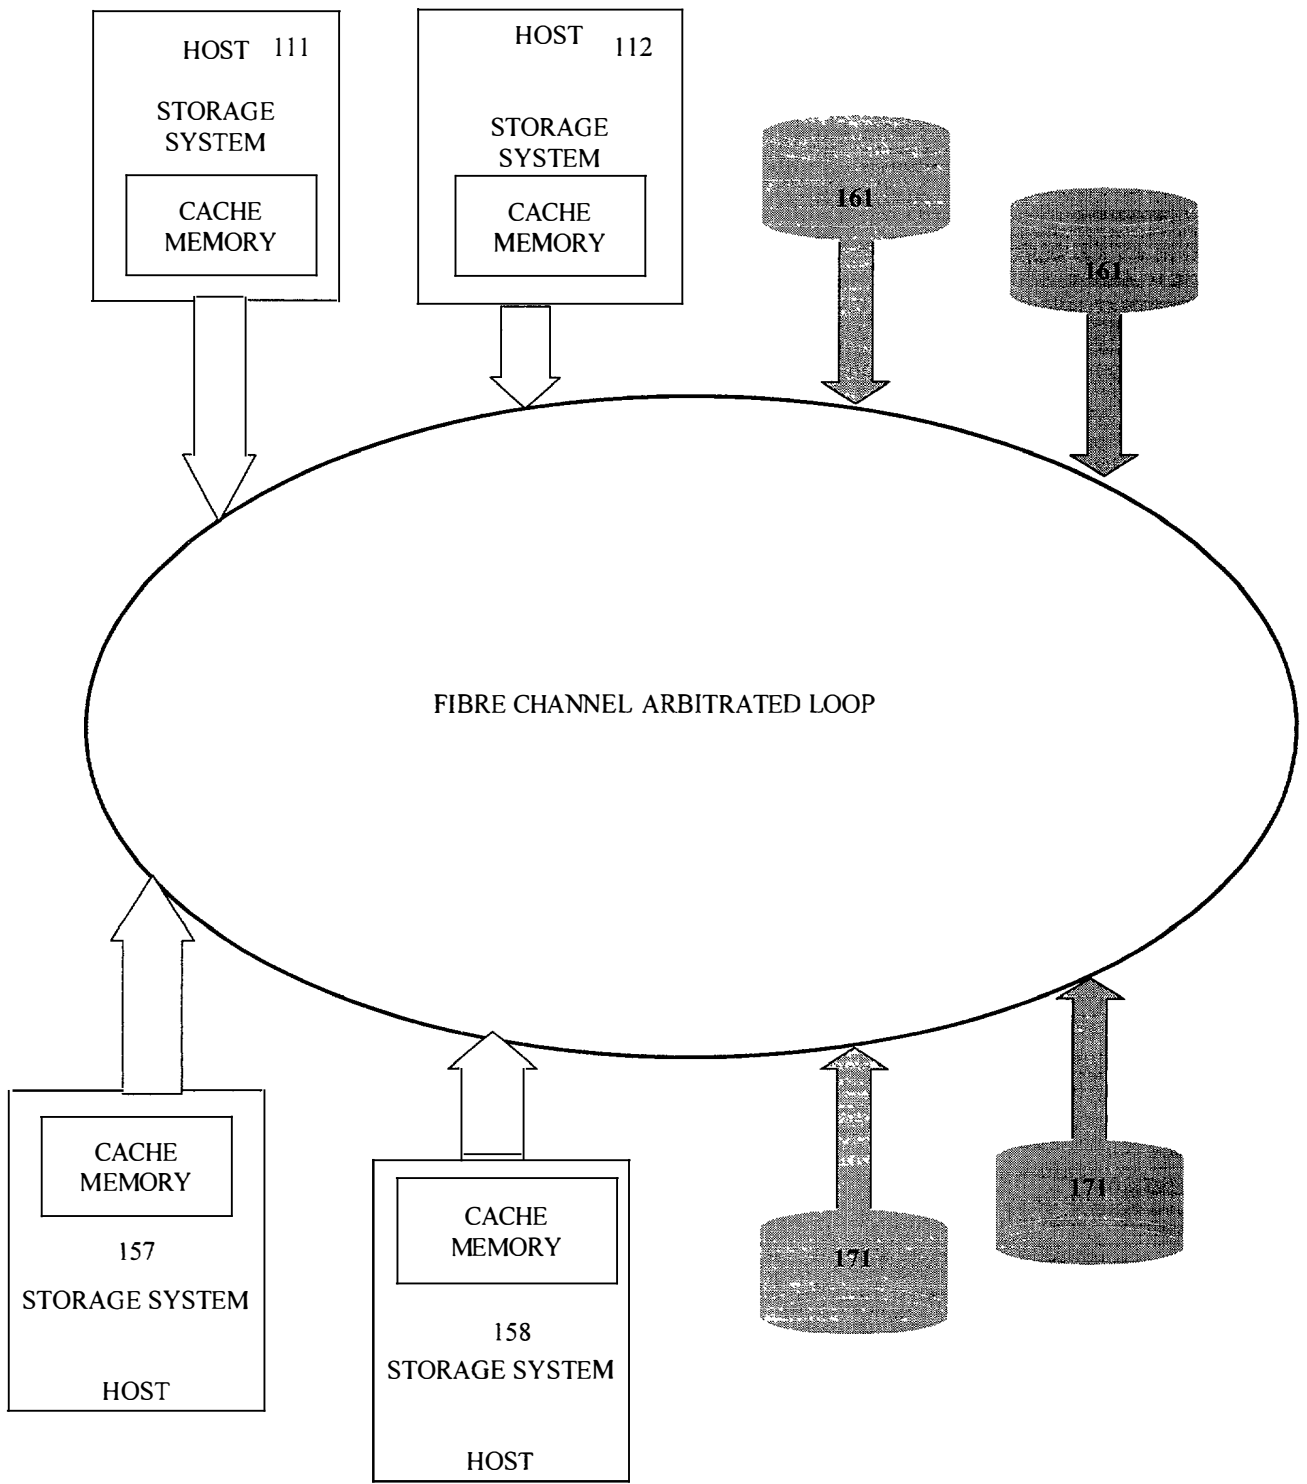 HOST 111
STORAGE
SYSTEM
CACHE
MEMORY
HOST 112
STORAGE
SYSTEM
CACHE
MEMORY
161
161
FIBRE CHANNEL ARBITRATED LOOP
CACHE
MEMORY
157
STORAGE SYSTEM
HOST
CACHE
MEMORY
158
STORAGE SYSTEM
HOST
171
171